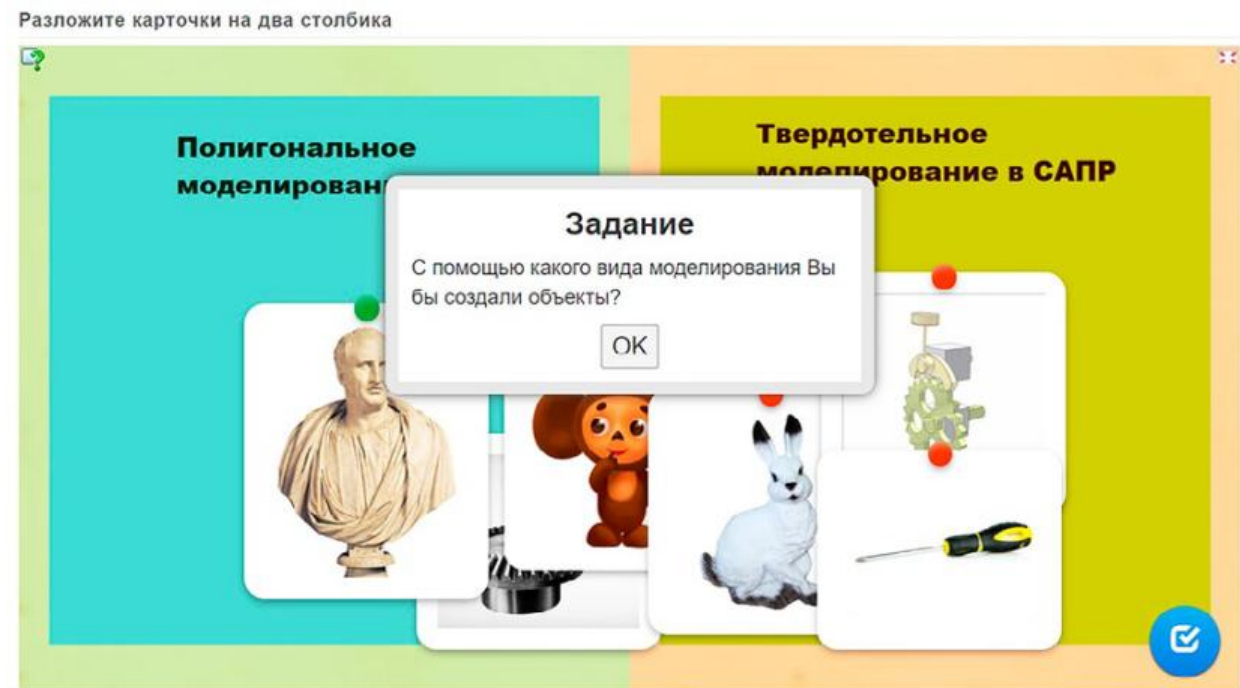 Разложите карточки на два столбика
Полигональное
моделирован
Твердотельное
моделирование в САПР
Задание
С помощью какого вида моделирования Вы
бы создали объекты?
OK